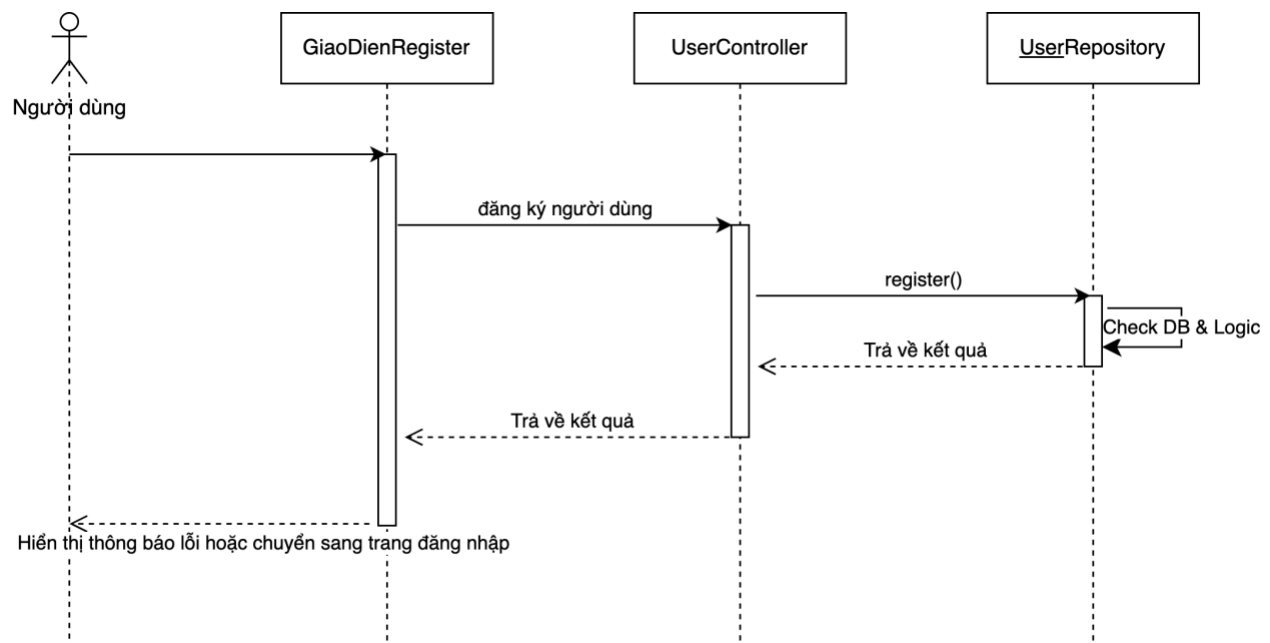 GiaoDienRegister
UserController
UserRepository
Người dùng
đăng ký người dùng
register()
Check DB & Logic
Trả về kết quả
Trả về kết quả
Hiển thị thông báo lỗi hoặc chuyển sang trang đăng nhập